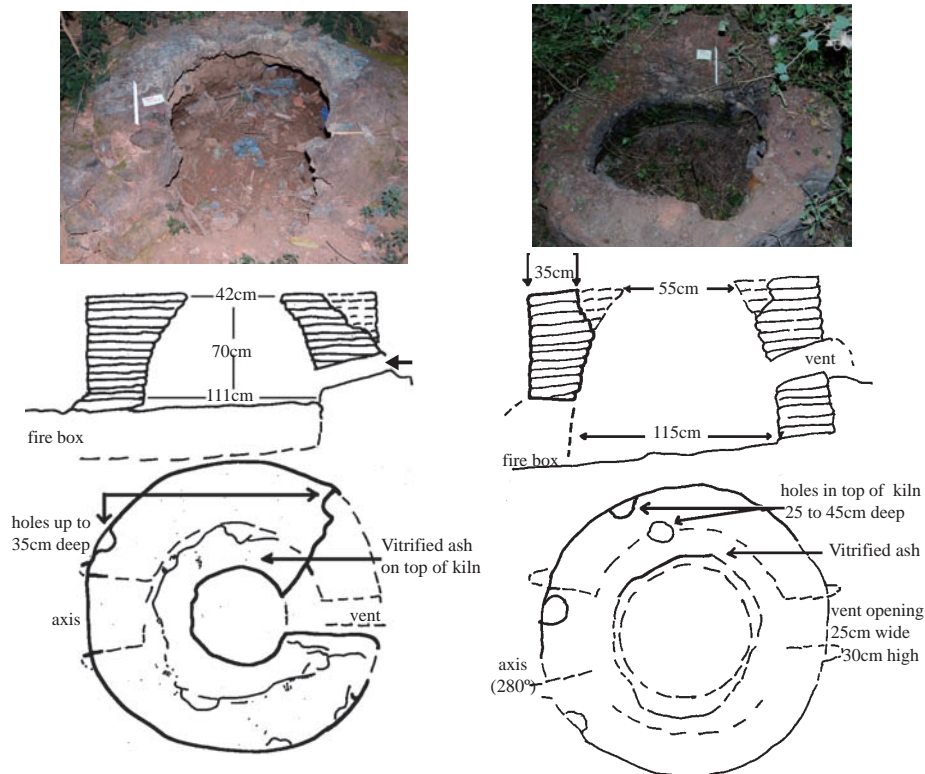 42cm
70cm
111cm
fire box
holes up to
35cm deep
Vitrified ash
on top of kiln
axis
vent
35cm
55cm
vent
115cm
fire box
holes in top of kiln
25 to 45cm deep
Vitrified ash
vent opening
25cm wide
30cm high
axis
(280º)